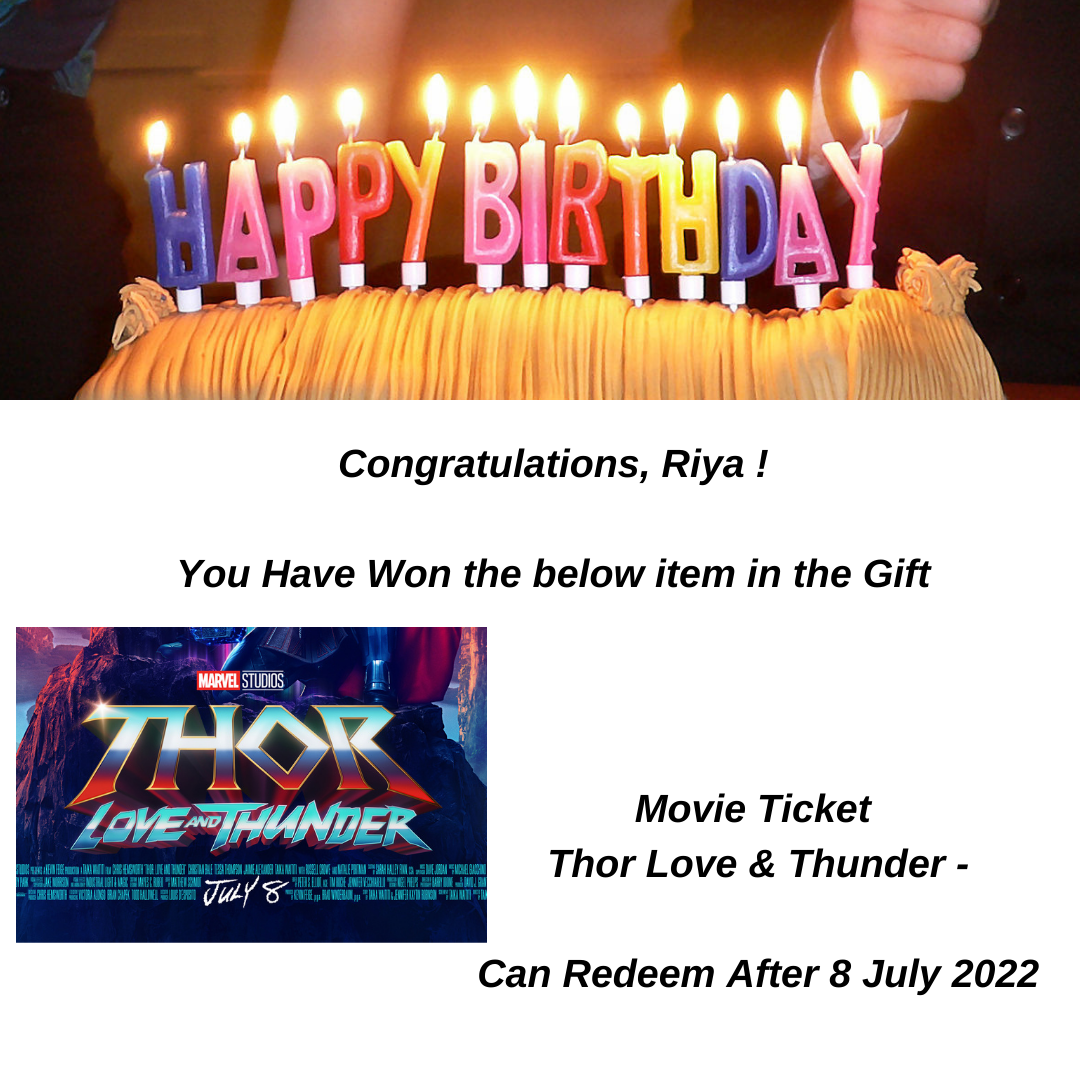 HAPPY BIRTHDAY
Congratulations, Riya !
You Have Won the below item in the Gift
MARVEL STUDIOS
THOR
LOVE AND THUNDER
JULY 8
Movie Ticket
Thor Love & Thunder -
Can Redeem After 8 July 2022